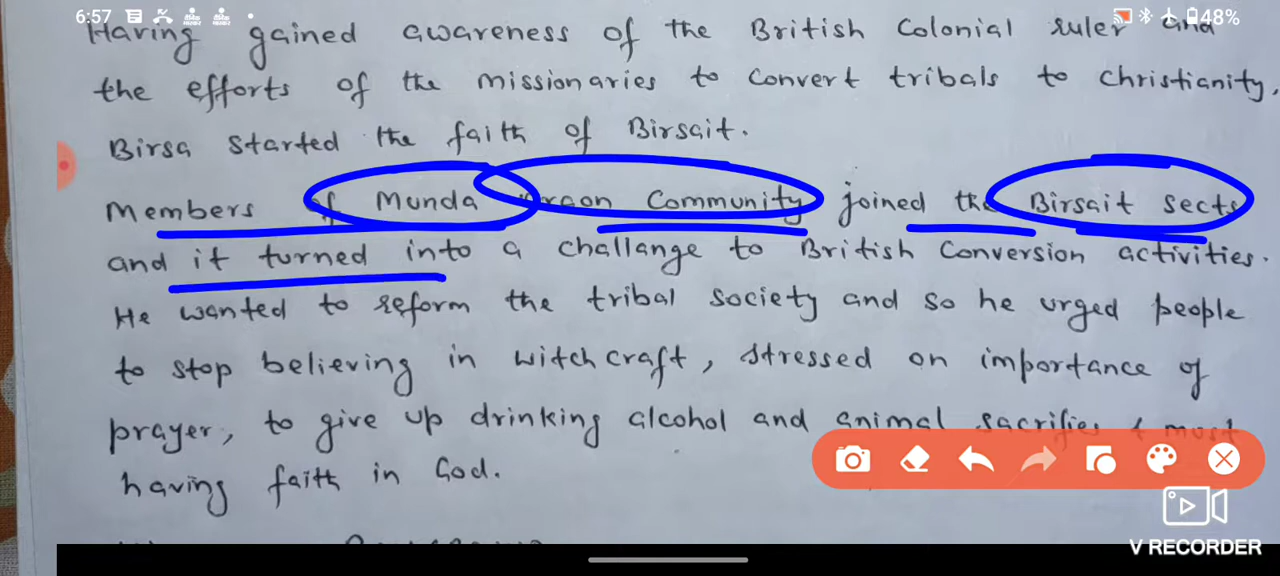 6:57
48%
Having gained awareness of the British Colonial ruler and
the efforts of the missionaries to convert tribals to Christianity.
Birsa started the faith of Birsait.
Members of Munda Community joined the Birsait sects
and it turned into a challange to British Conversion activities.
He wanted to reform the tribal society and so he urged people
to stop believing in witchcraft, stressed on importance of
prayer, to give up drinking alcohol and animal sacrifies & most
having faith in God.
V RECORDER